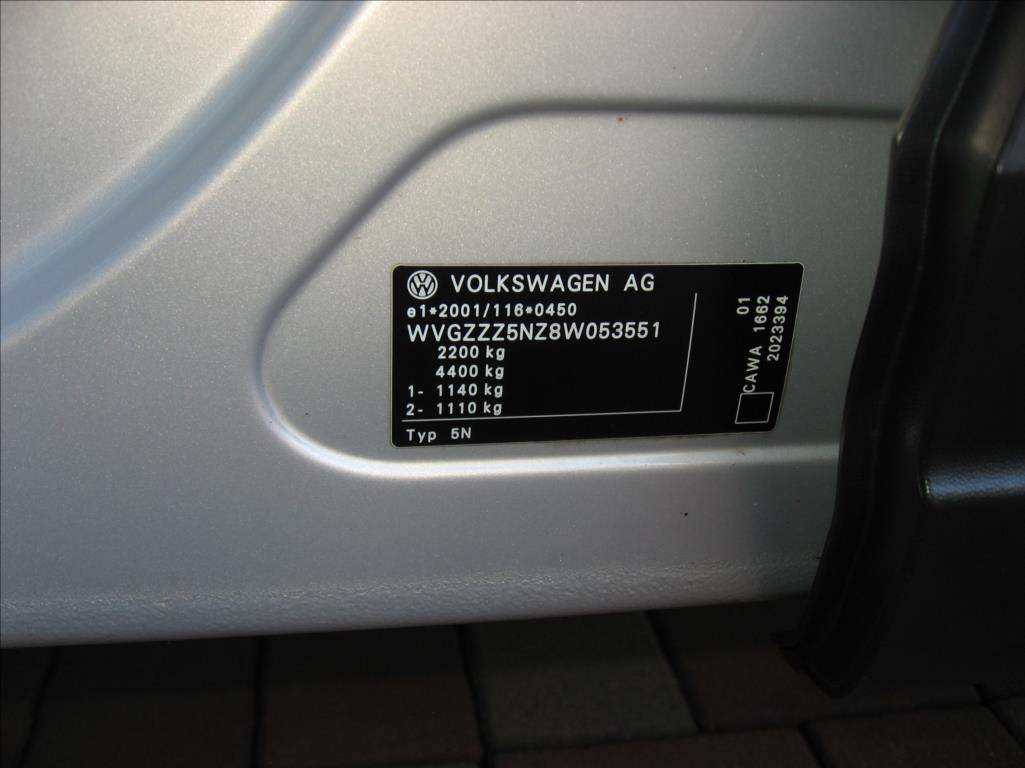 VOLKSWAGEN AG
e1*2001/116*0450
WVGZZZ5NZ8W053551
2200 kg
4400 kg
1- 1140 kg
2- 1110 kg
Typ 5N
01
CAWA 1662
2023394